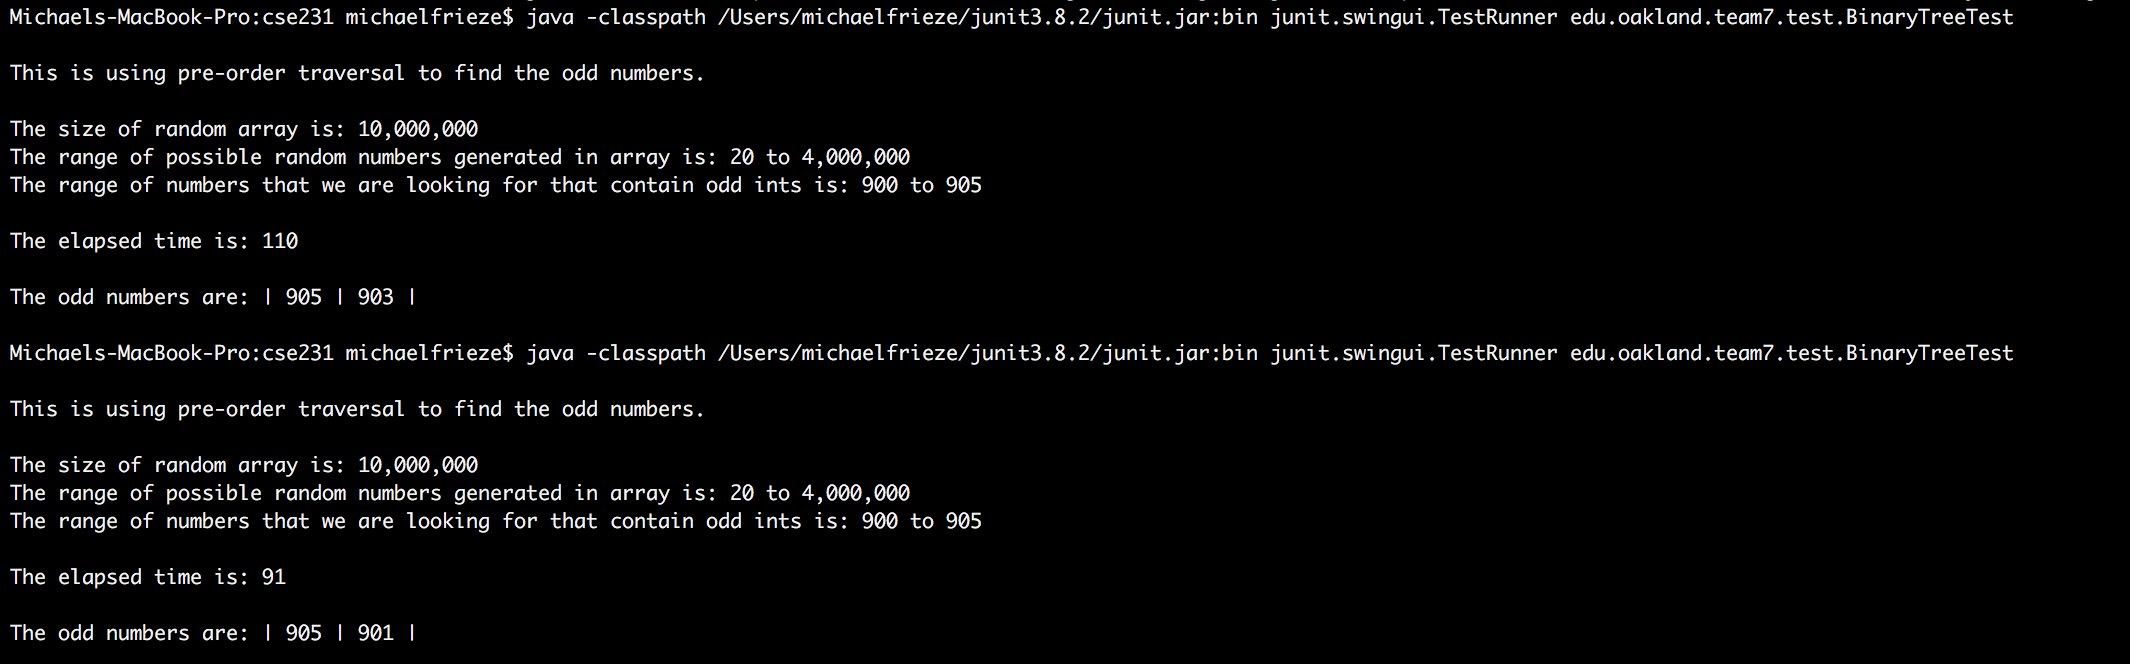 Michaels-MacBook-Pro:cse231 michaelfrieze$ java -classpath /Users/michaelfrieze/junit3.8.2/junit.jar:bin junit.swingui.TestRunner edu.oakland.team7.test.BinaryTreeTest
This is using pre-order traversal to find the odd numbers.
The size of random array is: 10,000,000
The range of possible random numbers generated in array is: 20 to 4,000,000
The range of numbers that we are looking for that contain odd ints is: 900 to 905
The elapsed time is: 110
The odd numbers are: | 905 | 903 |
Michaels-MacBook-Pro:cse231 michaelfrieze$ java -classpath /Users/michaelfrieze/junit3.8.2/junit.jar:bin junit.swingui.TestRunner edu.oakland.team7.test.BinaryTreeTest
This is using pre-order traversal to find the odd numbers.
The size of random array is: 10,000,000
The range of possible random numbers generated in array is: 20 to 4,000,000
The range of numbers that we are looking for that contain odd ints is: 900 to 905
The elapsed time is: 91
The odd numbers are: | 905 | 901 |